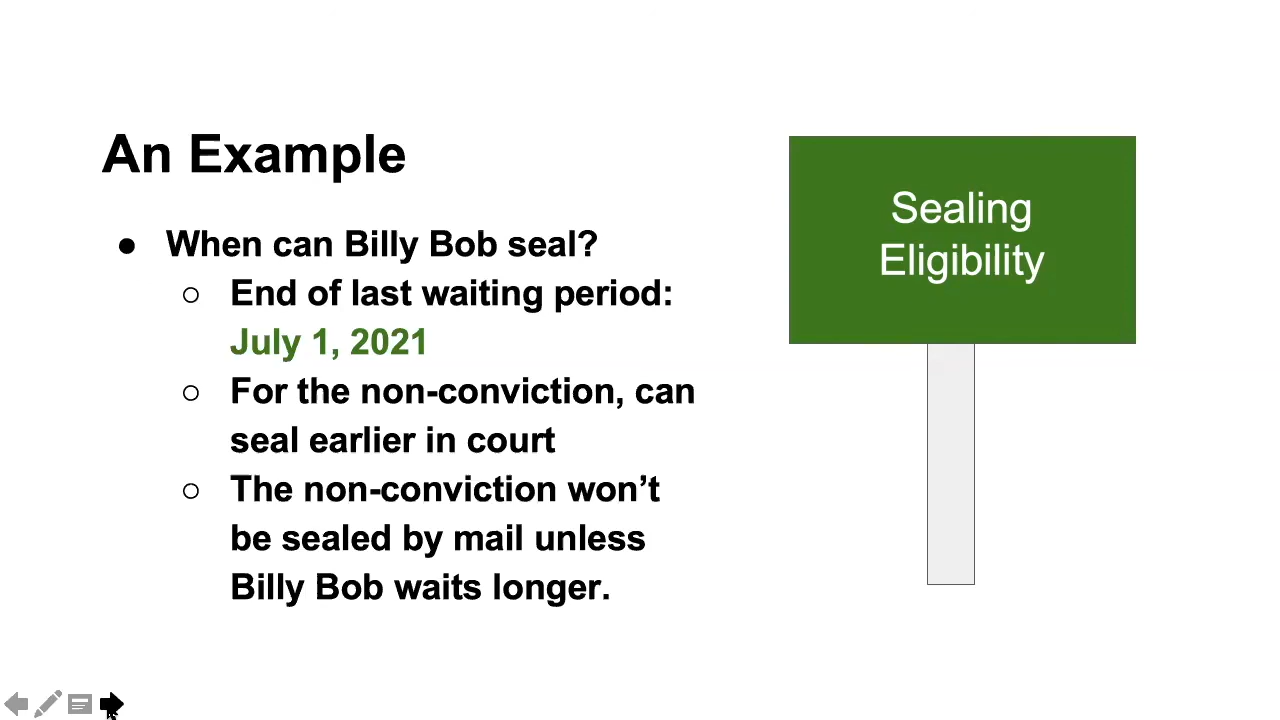 An Example
● When can Billy Bob seal?
○ End of last waiting period:
July 1, 2021
○ For the non-conviction, can
seal earlier in court
○ The non-conviction won’t
be sealed by mail unless
Billy Bob waits longer.
Sealing
Eligibility